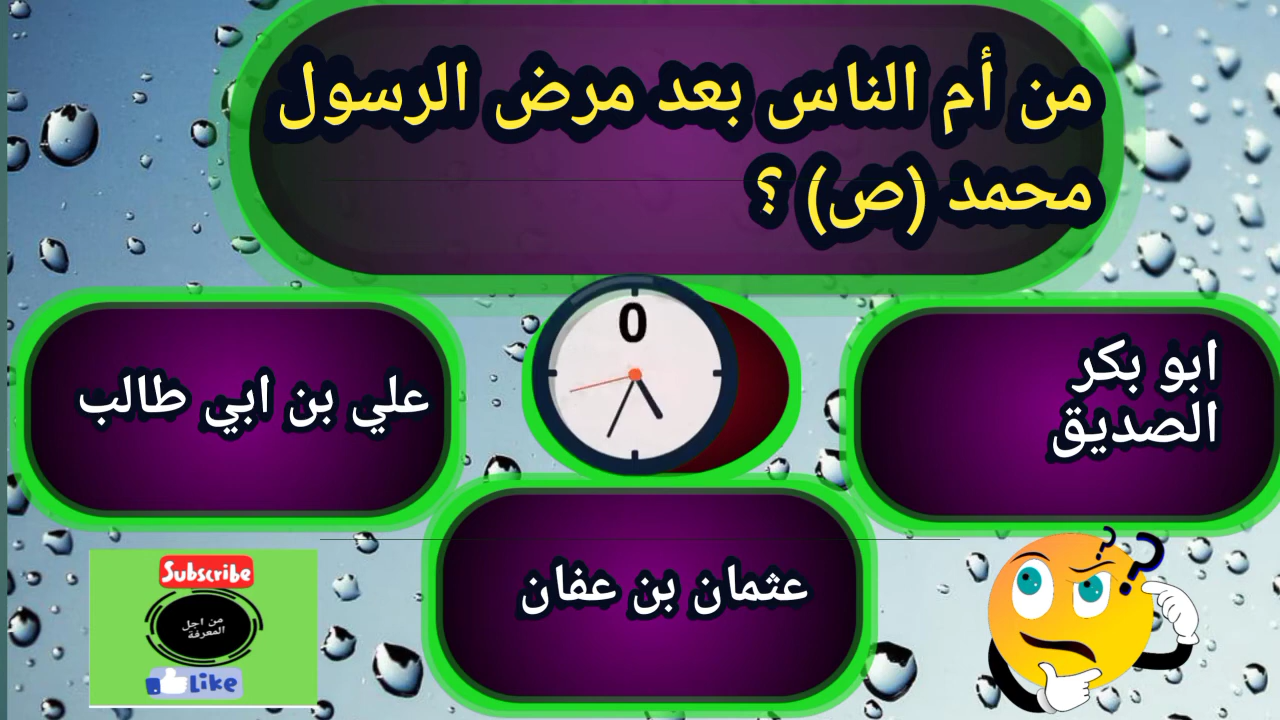 من أم الناس بعد مرض الرسول
محمد (ص) ؟
0
ابو بكر
الصديق
علي بن ابي طالب
عثمان بن عفان
Subscribe
من اجل
المعرفة
Like
? ?